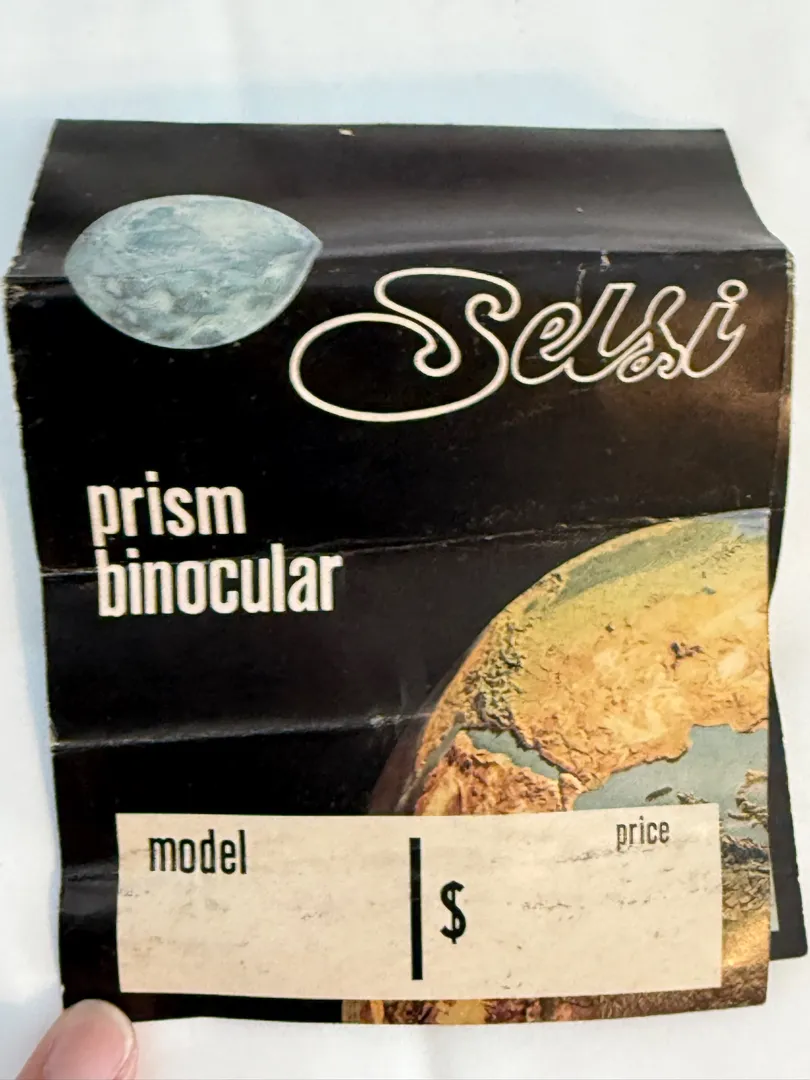 Selsi
prism
binocular
model
price
$